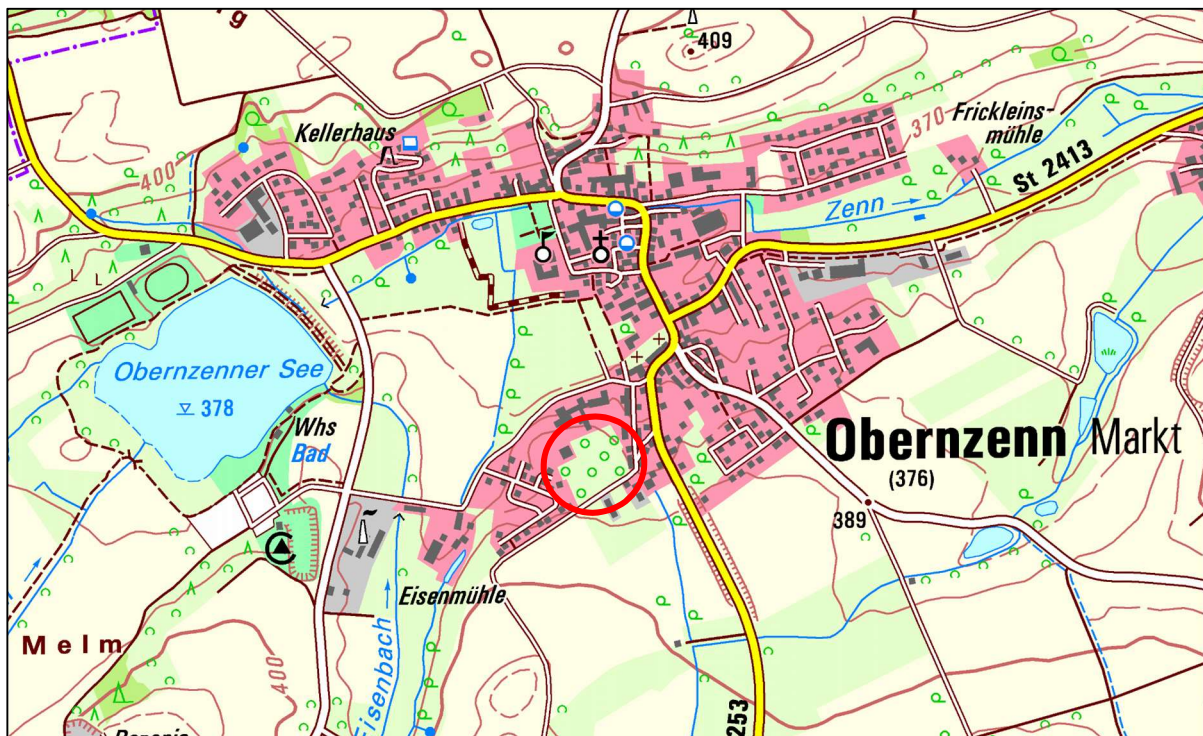 g
409
Kellerhaus
Frickleins-
mühle
400
370
St 2413
Zenn
Obernzenner See
378
Whs
Bad
Obernzenn Markt
(376)
389
Eisenmühle
Melm
400
Eisenbach
253